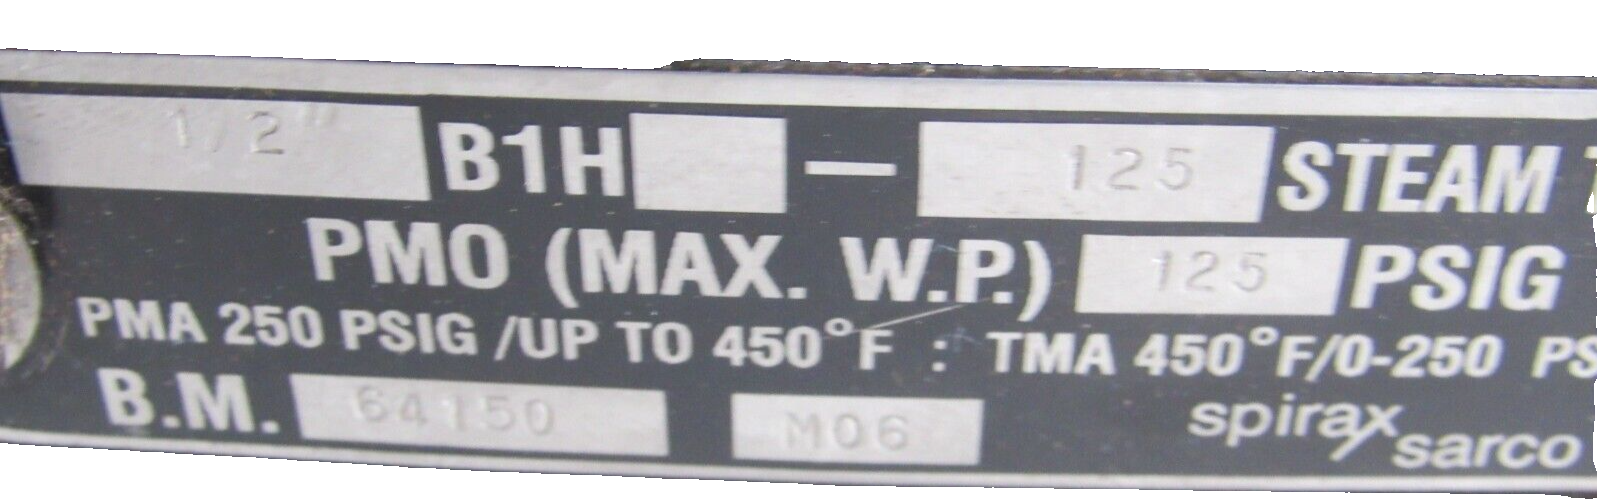 1/2" B1H – 125 STEAM T
PMO (MAX. W.P.) 125 PSIG
PMA 250 PSIG /UP TO 450°F : TMA 450°F/0-250 PS
B.M. 64150 M06 spirax sarco